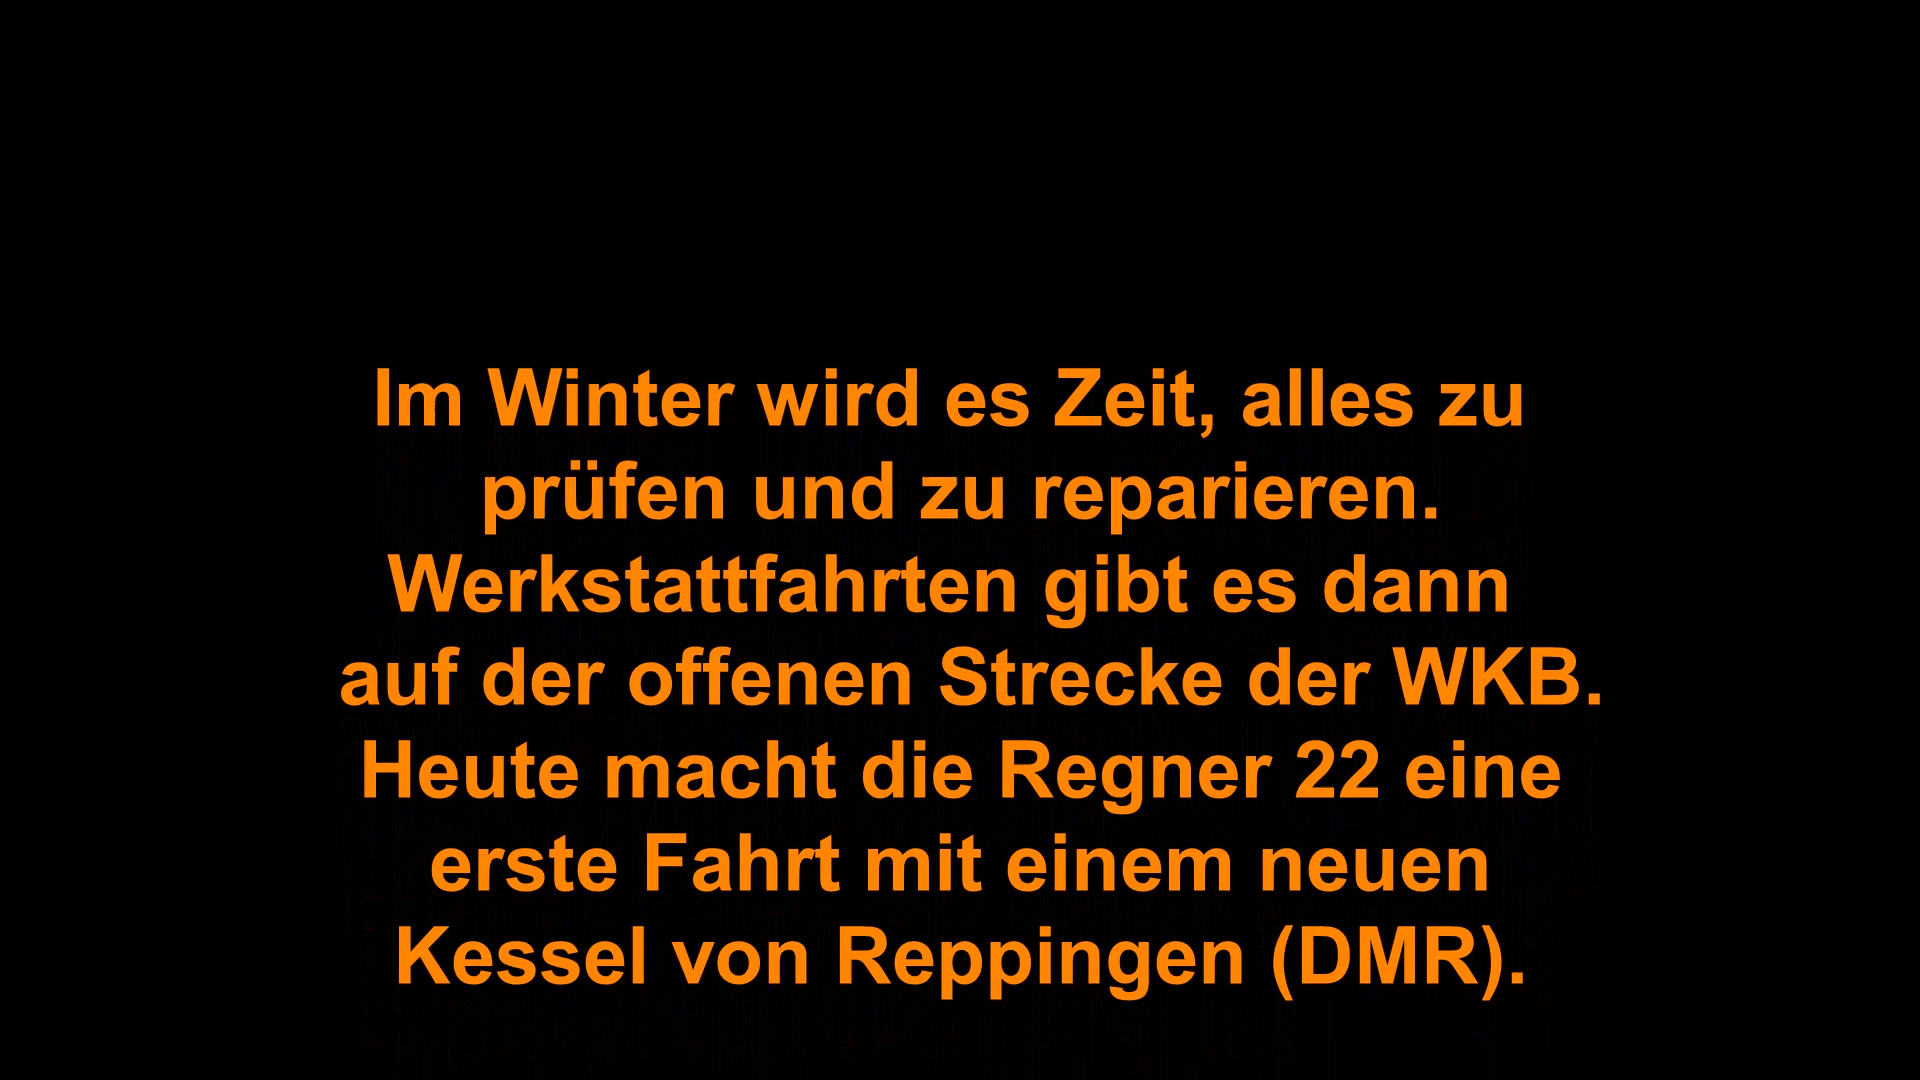 Im Winter wird es Zeit, alles zu
prüfen und zu reparieren.
Werkstattfahrten gibt es dann
auf der offenen Strecke der WKB.
Heute macht die Regner 22 eine
erste Fahrt mit einem neuen
Kessel von Reppingen (DMR).